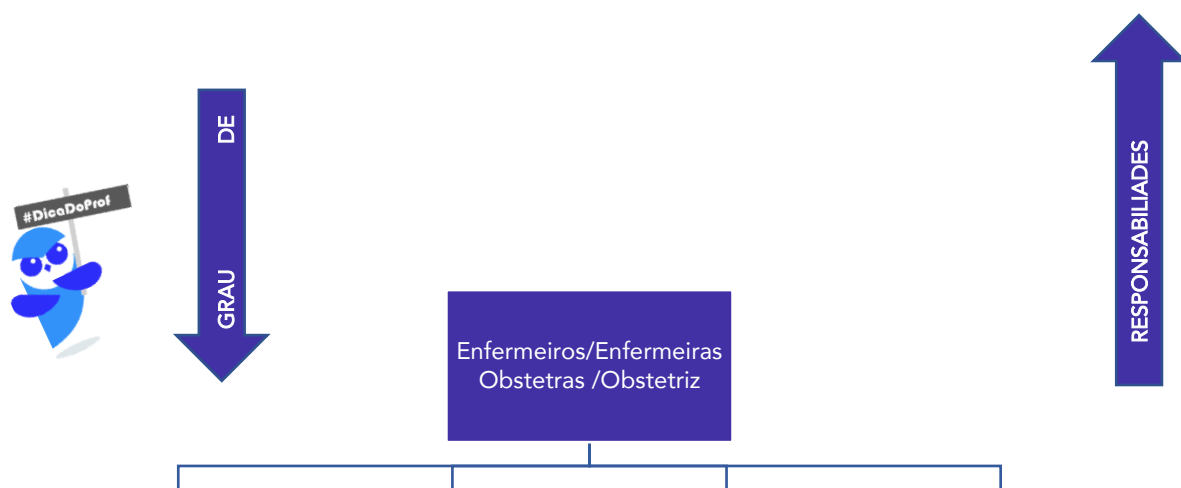 #DicaDoProf
GRAU DE
RESPONSABILIADES
Enfermeiros/Enfermeiras
Obstetras /Obstetriz